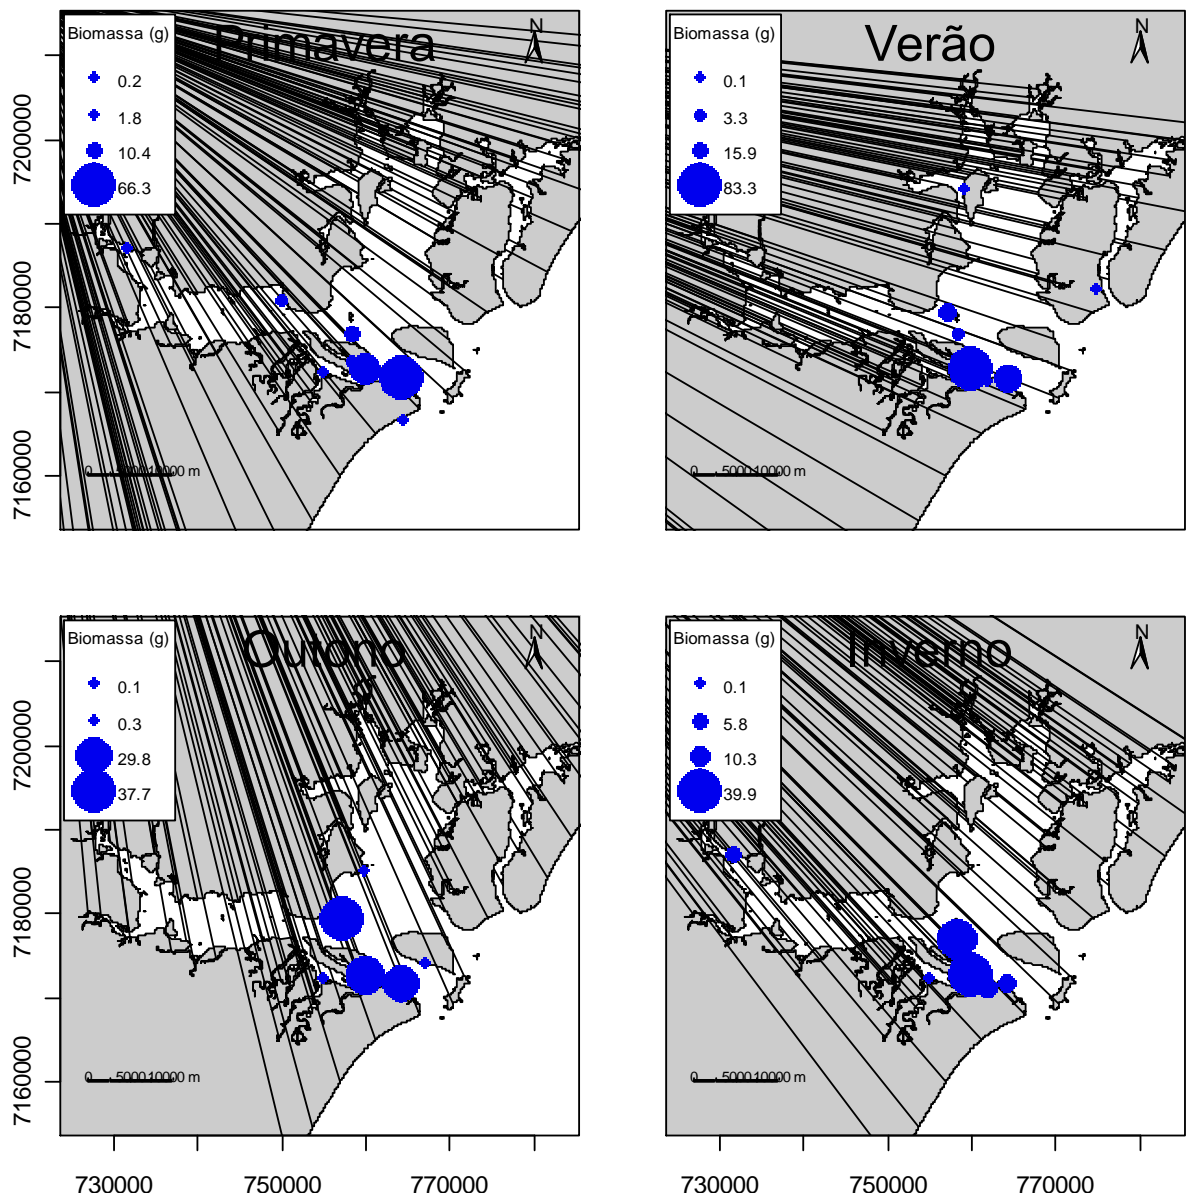 Primavera
N
Biomassa (g)
0.2
1.8
10.4
66.3
0 5000 10000 m
7200000
7180000
7160000
Verão
N
Biomassa (g)
0.1
3.3
15.9
83.3
0 5000 10000 m
Outono
N
Biomassa (g)
0.1
0.3
29.8
37.7
0 5000 10000 m
7200000
7180000
7160000
730000 750000 770000
Inverno
N
Biomassa (g)
0.1
5.8
10.3
39.9
0 5000 10000 m
730000 750000 770000